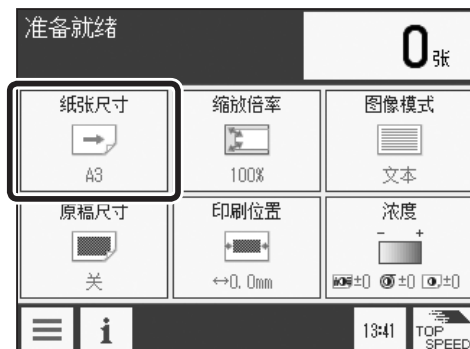 准备就绪
0张
纸张尺寸 缩放倍率 图像模式
A3 100% 文本
原稿尺寸 印刷位置 浓度
- +
关 ↔0, 0mm ±0 ±0 ±0
i 13:41 TOP SPEED